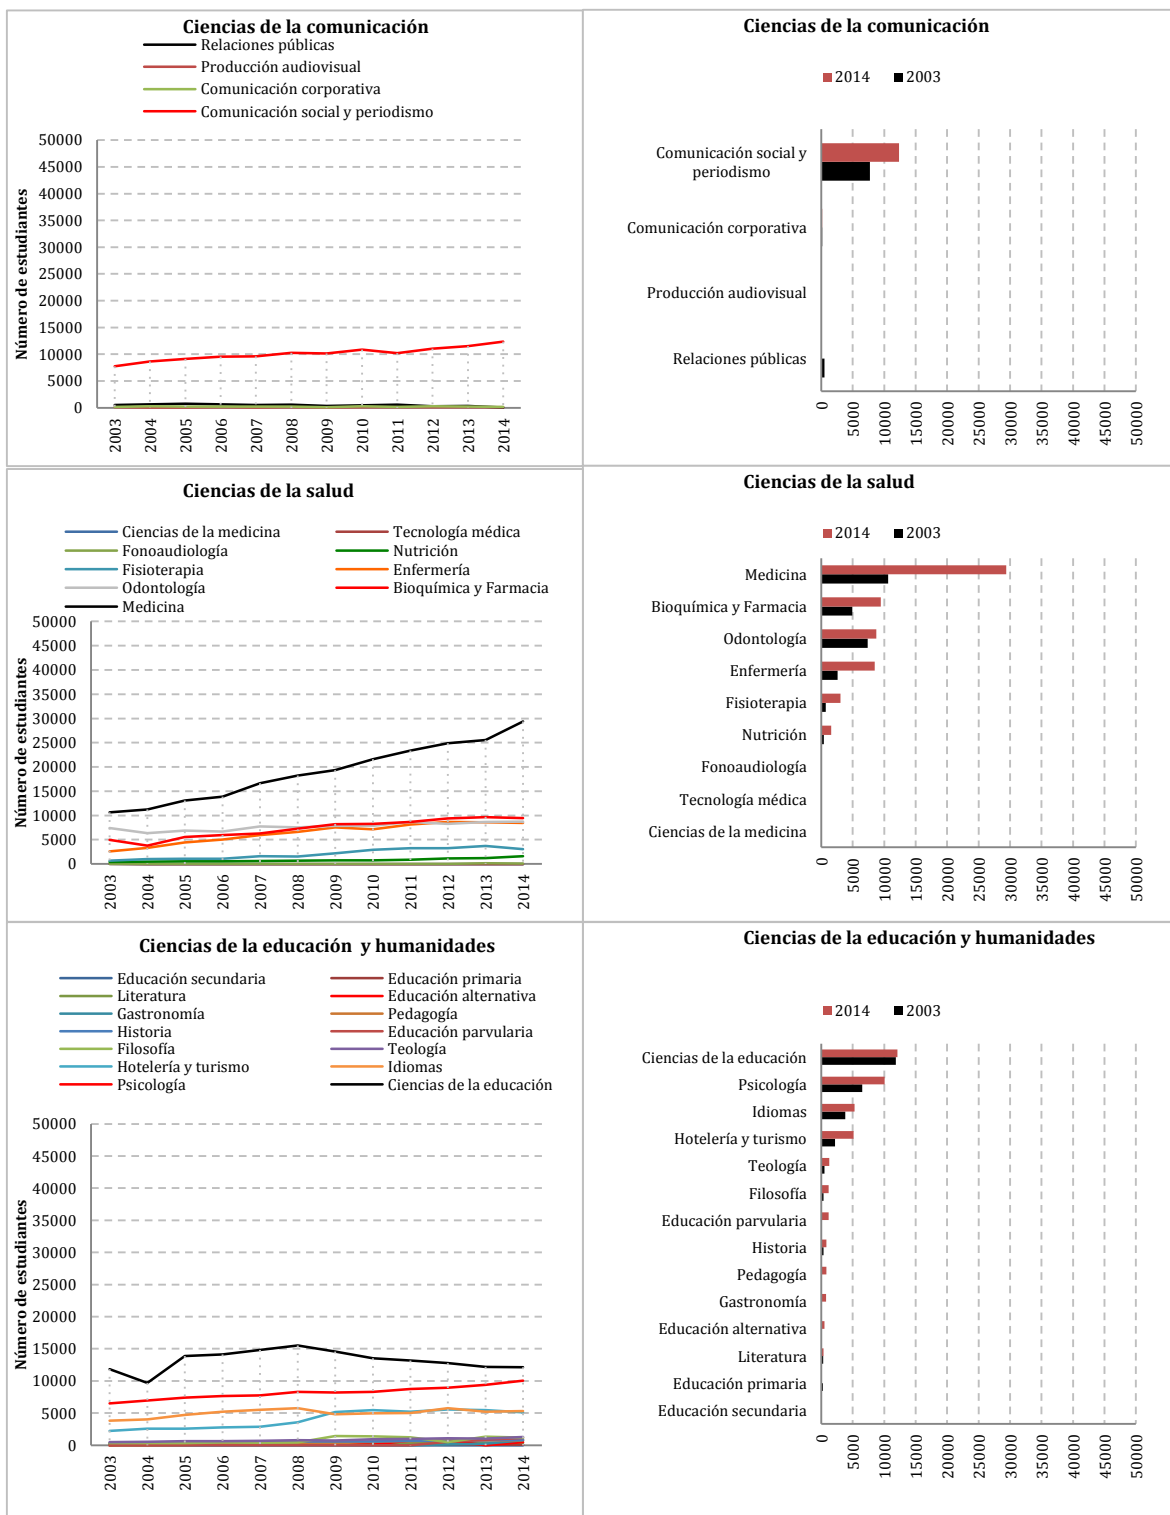 Ciencias de la comunicación
Relaciones públicas
Producción audiovisual
Comunicación corporativa
Comunicación social y periodismo
Número de estudiantes
50000
45000
40000
35000
30000
25000
20000
15000
10000
5000
0
2003 2004 2005 2006 2007 2008 2009 2010 2011 2012 2013 2014
Ciencias de la comunicación
2014 2003
Comunicación social y
periodismo
Comunicación corporativa
Producción audiovisual
Relaciones públicas
0 5000 10000 15000 20000 25000 30000 35000 40000 45000 50000
Ciencias de la salud
Ciencias de la medicina Tecnología médica
Fonoaudiología Nutrición
Fisioterapia Enfermería
Odontología Bioquímica y Farmacia
Medicina
Número de estudiantes
50000
45000
40000
35000
30000
25000
20000
15000
10000
5000
0
2003 2004 2005 2006 2007 2008 2009 2010 2011 2012 2013 2014
Ciencias de la salud
2014 2003
Medicina
Bioquímica y Farmacia
Odontología
Enfermería
Fisioterapia
Nutrición
Fonoaudiología
Tecnología médica
Ciencias de la medicina
0 5000 10000 15000 20000 25000 30000 35000 40000 45000 50000
Ciencias de la educación y humanidades
Educación secundaria Educación primaria
Literatura Educación alternativa
Gastronomía Pedagogía
Historia Educación parvularia
Filosofía Teología
Hotelería y turismo Idiomas
Psicología Ciencias de la educación
Número de estudiantes
50000
45000
40000
35000
30000
25000
20000
15000
10000
5000
0
2003 2004 2005 2006 2007 2008 2009 2010 2011 2012 2013 2014
Ciencias de la educación y humanidades
2014 2003
Ciencias de la educación
Psicología
Idiomas
Hotelería y turismo
Teología
Filosofía
Educación parvularia
Historia
Pedagogía
Gastronomía
Educación alternativa
Literatura
Educación primaria
Educación secundaria
0 5000 10000 15000 20000 25000 30000 35000 40000 45000 50000